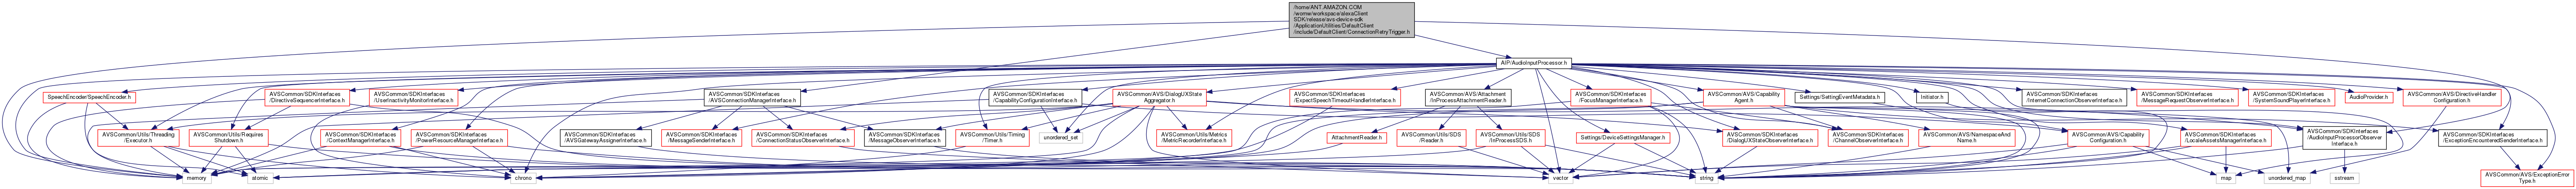 /home/ANT.AMAZON.COM
/womw/workspace/alexaClient
SDK/release/avs-device-sdk
/ApplicationUtilities/DefaultClient
/include/DefaultClient/ConnectionRetryTrigger.h
AIP/AudioInputProcessor.h
SpeechEncoder/SpeechEncoder.h
AVSCommon/SDKInterfaces
/DirectiveSequencerInterface.h
AVSCommon/SDKInterfaces
/UserInactivityMonitorInterface.h
AVSCommon/SDKInterfaces
/AVSConnectionManagerInterface.h
AVSCommon/SDKInterfaces
/CapabilityConfigurationInterface.h
AVSCommon/AVS/DialogUXState
Aggregator.h
AVSCommon/SDKInterfaces
/ExpectSpeechTimeoutHandlerInterface.h
AVSCommon/AVS/Attachment
/InProcessAttachmentReader.h
AVSCommon/SDKInterfaces
/FocusManagerInterface.h
AVSCommon/AVS/Capability
Agent.h
Settings/SettingEventMetadata.h
Initiator.h
AVSCommon/SDKInterfaces
/InternetConnectionObserverInterface.h
AVSCommon/SDKInterfaces
/MessageRequestObserverInterface.h
AVSCommon/SDKInterfaces
/SystemSoundPlayerInterface.h
AudioProvider.h
AVSCommon/AVS/DirectiveHandler
Configuration.h
AVSCommon/Utils/Threading
/Executor.h
AVSCommon/Utils/Requires
Shutdown.h
AVSCommon/SDKInterfaces
/ContextManagerInterface.h
AVSCommon/SDKInterfaces
/PowerResourceManagerInterface.h
AVSCommon/SDKInterfaces
/AVSGatewayAssignerInterface.h
AVSCommon/SDKInterfaces
/MessageSenderInterface.h
AVSCommon/SDKInterfaces
/ConnectionStatusObserverInterface.h
AVSCommon/SDKInterfaces
/MessageObserverInterface.h
AVSCommon/Utils/Timing
/Timer.h
unordered_set
AVSCommon/Utils/Metrics
/MetricRecorderInterface.h
AttachmentReader.h
AVSCommon/Utils/SDS
/Reader.h
AVSCommon/Utils/SDS
/InProcessSDS.h
Settings/DeviceSettingsManager.h
AVSCommon/SDKInterfaces
/DialogUXStateObserverInterface.h
AVSCommon/SDKInterfaces
/ChannelObserverInterface.h
AVSCommon/AVS/NamespaceAnd
Name.h
AVSCommon/AVS/Capability
Configuration.h
AVSCommon/SDKInterfaces
/LocaleAssetsManagerInterface.h
AVSCommon/SDKInterfaces
/AudioInputProcessorObserver
Interface.h
AVSCommon/SDKInterfaces
/ExceptionEncounteredSenderInterface.h
memory
atomic
chrono
vector
string
map
unordered_map
sstream
AVSCommon/AVS/ExceptionError
Type.h